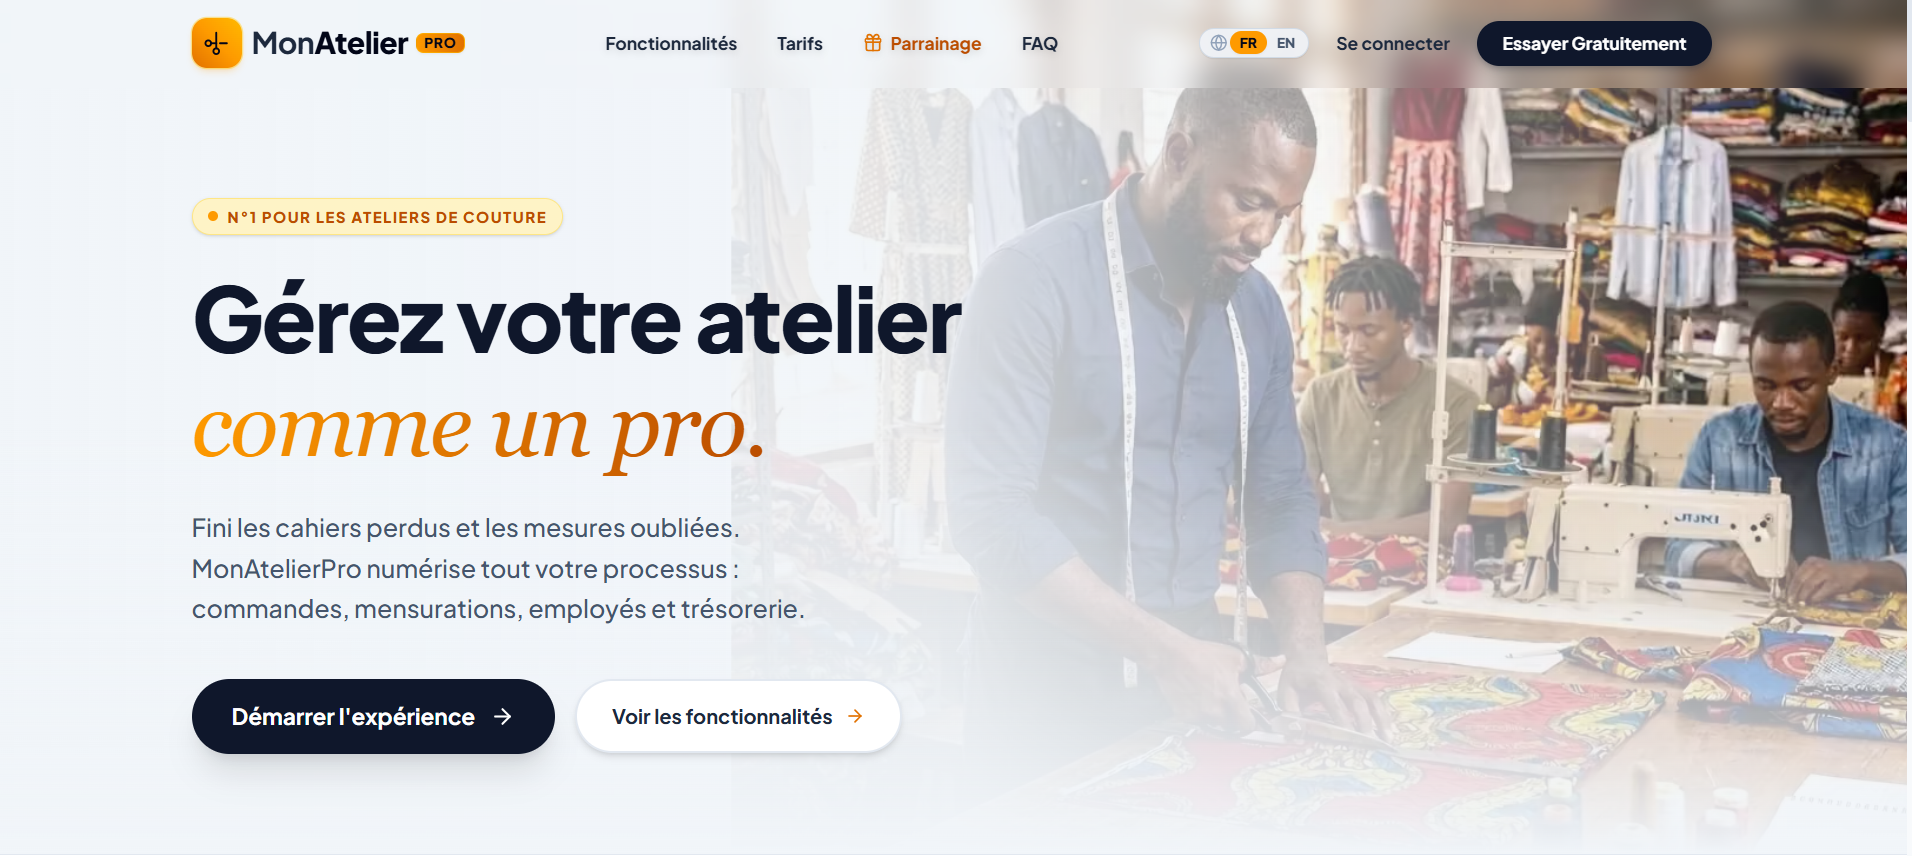 MonAtelier PRO
Fonctionnalités
Tarifs
Parrainage
FAQ
FR EN
Se connecter
Essayer Gratuitement
N°1 POUR LES ATELIERS DE COUTURE
Gérez votre atelier
comme un pro.
Fini les cahiers perdus et les mesures oubliées.
MonAtelierPro numérise tout votre processus :
commandes, mensurations, employés et trésorerie.
Démarrer l'expérience
Voir les fonctionnalités